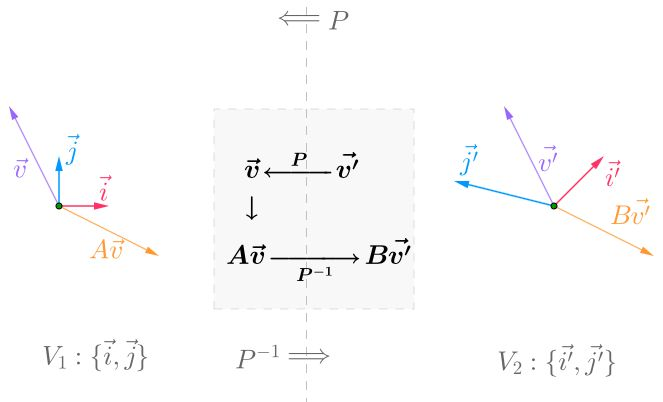 ⇐ P
v⃗
j⃗
i⃗
Av⃗
v⃗ ←P v⃗′
↓
Av⃗ →P⁻¹ Bv⃗′
j⃗′
v⃗′
i⃗′
Bv⃗′
V₁ : {i⃗, j⃗}
P⁻¹ ⇒
V₂ : {i⃗′, j⃗′}